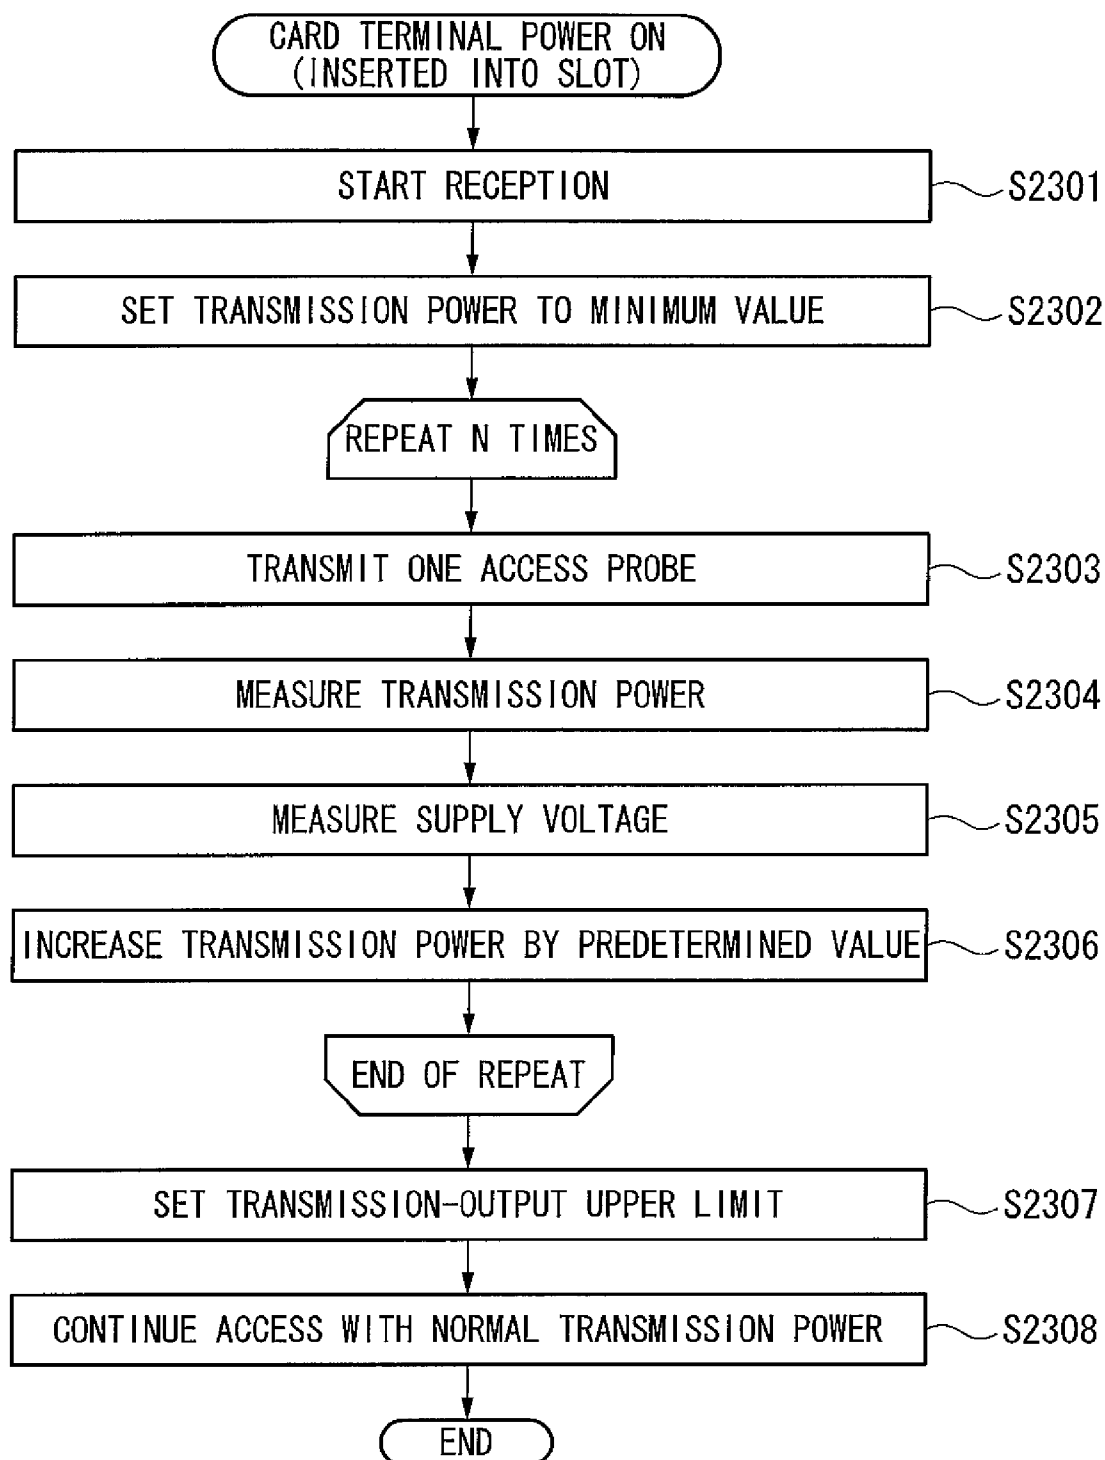 CARD TERMINAL POWER ON
(INSERTED INTO SLOT)
START RECEPTION
S2301
SET TRANSMISSION POWER TO MINIMUM VALUE
S2302
REPEAT N TIMES
TRANSMIT ONE ACCESS PROBE
S2303
MEASURE TRANSMISSION POWER
S2304
MEASURE SUPPLY VOLTAGE
S2305
INCREASE TRANSMISSION POWER BY PREDETERMINED VALUE
S2306
END OF REPEAT
SET TRANSMISSION-OUTPUT UPPER LIMIT
S2307
CONTINUE ACCESS WITH NORMAL TRANSMISSION POWER
S2308
END